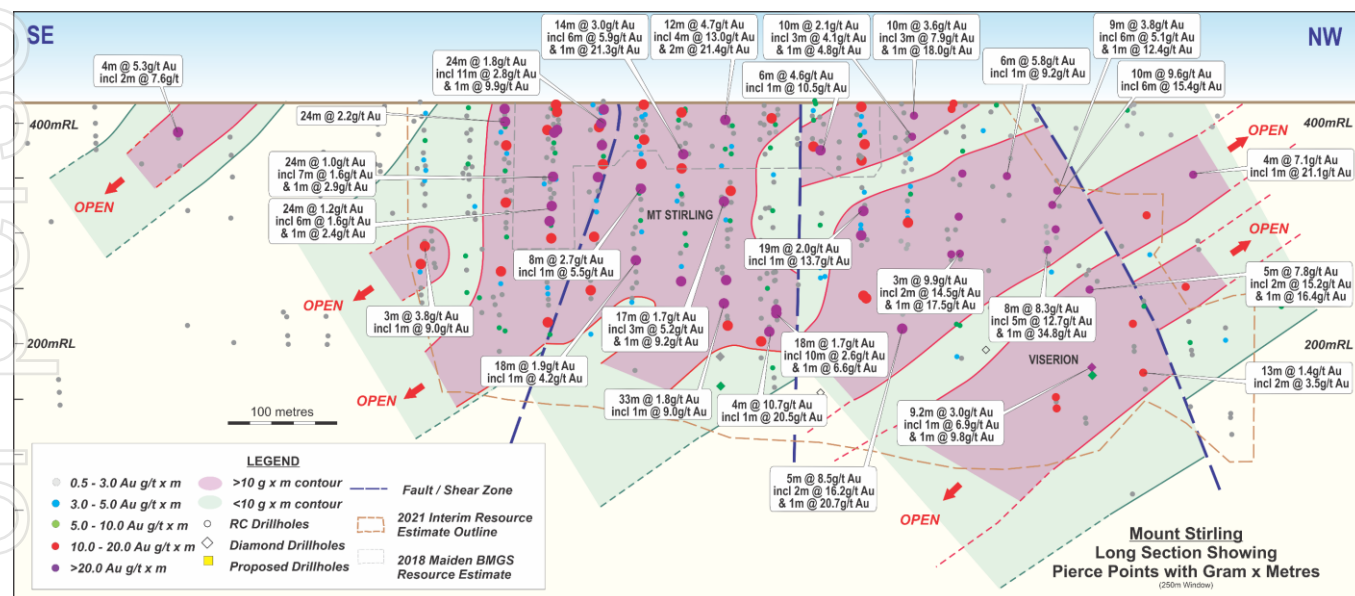 SE
NW
4m @ 5.3g/t Au
incl 2m @ 7.6g/t
24m @ 1.8g/t Au
incl 11m @ 2.8g/t Au
& 1m @ 9.9g/t Au
14m @ 3.0g/t Au
incl 6m @ 5.9g/t Au
& 1m @ 21.3g/t Au
12m @ 4.7g/t Au
incl 4m @ 13.0g/t Au
& 2m @ 21.4g/t Au
10m @ 2.1g/t Au
incl 3m @ 4.1g/t Au
& 1m @ 4.8g/t Au
10m @ 3.6g/t Au
incl 3m @ 7.9g/t Au
& 1m @ 18.0g/t Au
9m @ 3.8g/t Au
incl 6m @ 5.1g/t Au
& 1m @ 12.4g/t Au
6m @ 4.6g/t Au
incl 1m @ 10.5g/t Au
6m @ 5.8g/t Au
incl 1m @ 9.2g/t Au
10m @ 9.6g/t Au
incl 6m @ 15.4g/t Au
400mRL
24m @ 2.2g/t Au
400mRL
OPEN
24m @ 1.0g/t Au
incl 7m @ 1.6g/t Au
& 1m @ 2.9g/t Au
4m @ 7.1g/t Au
incl 1m @ 21.1g/t Au
OPEN
24m @ 1.2g/t Au
incl 6m @ 1.6g/t Au
& 1m @ 2.4g/t Au
MT STIRLING
OPEN
8m @ 2.7g/t Au
incl 1m @ 5.5g/t Au
19m @ 2.0g/t Au
incl 1m @ 13.7g/t Au
3m @ 9.9g/t Au
incl 2m @ 14.5g/t Au
& 1m @ 17.5g/t Au
5m @ 7.8g/t Au
incl 2m @ 15.2g/t Au
& 1m @ 16.4g/t Au
OPEN
3m @ 3.8g/t Au
incl 1m @ 9.0g/t Au
17m @ 1.7g/t Au
incl 3m @ 5.2g/t Au
& 1m @ 9.2g/t Au
8m @ 8.3g/t Au
incl 5m @ 12.7g/t Au
& 1m @ 34.8g/t Au
200mRL
200mRL
18m @ 1.7g/t Au
incl 10m @ 2.6g/t Au
& 1m @ 6.6g/t Au
VISERION
18m @ 1.9g/t Au
incl 1m @ 4.2g/t Au
13m @ 1.4g/t Au
incl 2m @ 3.5g/t Au
OPEN
33m @ 1.8g/t Au
incl 1m @ 9.0g/t Au
4m @ 10.7g/t Au
incl 1m @ 20.5g/t Au
9.2m @ 3.0g/t Au
incl 1m @ 6.9g/t Au
& 1m @ 9.8g/t Au
100 metres
5m @ 8.5g/t Au
incl 2m @ 16.2g/t Au
& 1m @ 20.7g/t Au
OPEN
LEGEND
0.5 - 3.0 Au g/t x m
3.0 - 5.0 Au g/t x m
5.0 - 10.0 Au g/t x m
10.0 - 20.0 Au g/t x m
>20.0 Au g/t x m
>10 g x m contour
<10 g x m contour
RC Drillholes
Diamond Drillholes
Proposed Drillholes
Fault / Shear Zone
2021 Interim Resource
Estimate Outline
2018 Maiden BMGS
Resource Estimate
Mount Stirling
Long Section Showing
Pierce Points with Gram x Metres
(250m Window)